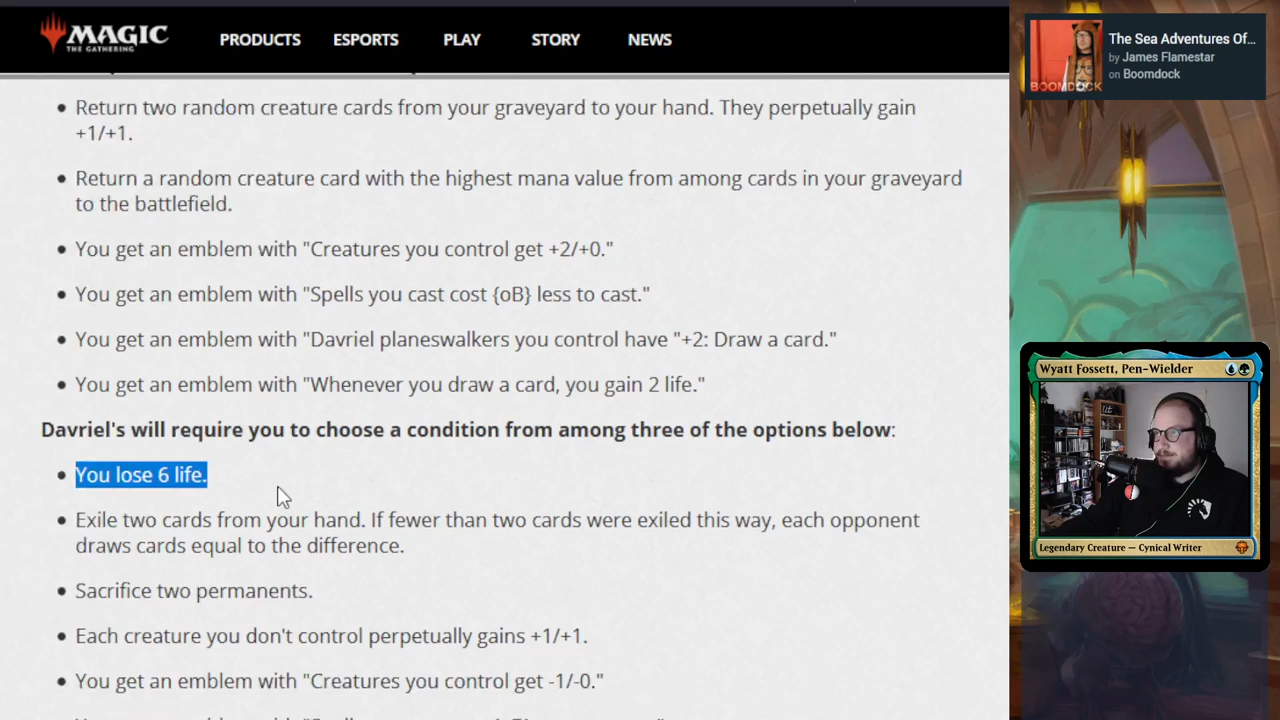 MAGIC
THE GATHERING
PRODUCTS ESPORTS PLAY STORY NEWS
• Return two random creature cards from your graveyard to your hand. They perpetually gain
+1/+1.
• Return a random creature card with the highest mana value from among cards in your graveyard
to the battlefield.
• You get an emblem with "Creatures you control get +2/+0."
• You get an emblem with "Spells you cast cost {oB} less to cast."
• You get an emblem with "Davriel planeswalkers you control have "+2: Draw a card."
• You get an emblem with "Whenever you draw a card, you gain 2 life."
Davriel's will require you to choose a condition from among three of the options below:
• You lose 6 life.
• Exile two cards from your hand. If fewer than two cards were exiled this way, each opponent
draws cards equal to the difference.
• Sacrifice two permanents.
• Each creature you don't control perpetually gains +1/+1.
• You get an emblem with "Creatures you control get -1/-0."
BOOMDOCK
The Sea Adventures Of...
by James Flamestar
on Boomdock
Wyatt Fossett, Pen-Wielder
Legendary Creature — Cynical Writer